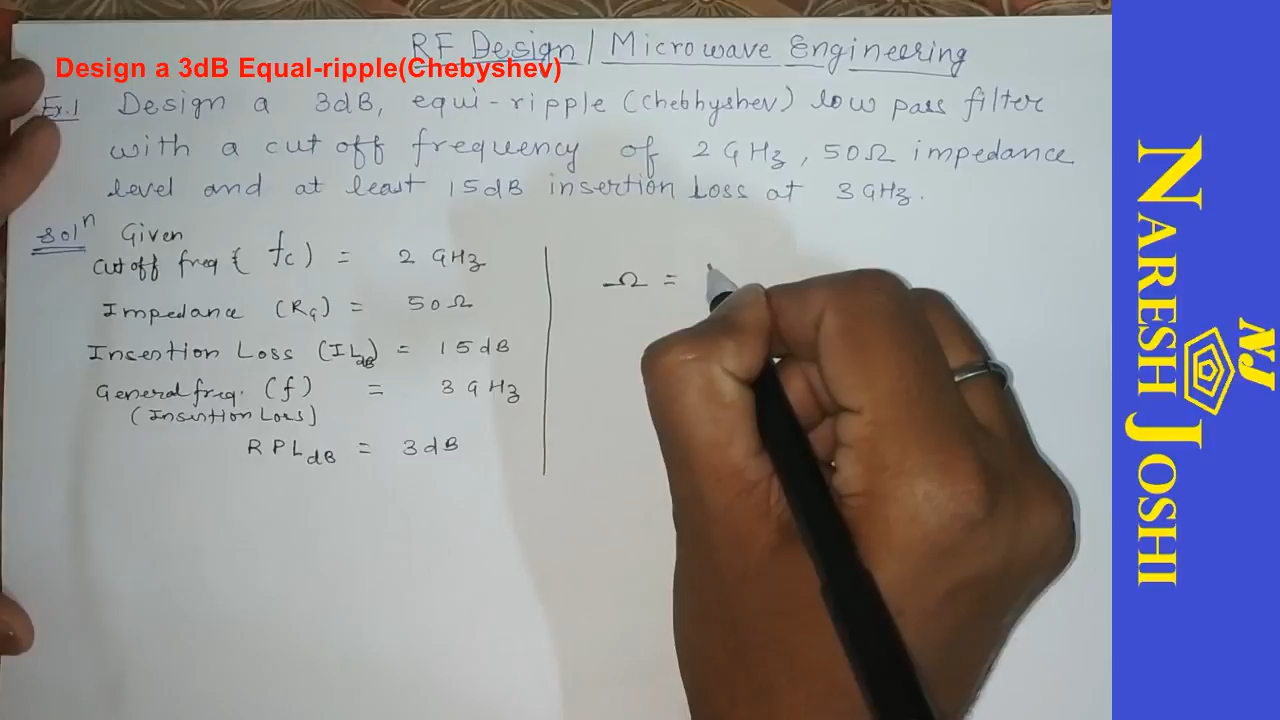 RF Design / Microwave Engineering
Design a 3dB Equal-ripple(Chebyshev)
Ex.1 Design a 3dB, equi-ripple (chebhyshev) low pass filter
with a cut off frequency of 2 GHz, 50Ω impedance
level and at least 15dB insertion Loss at 3 GHz.
Solⁿ Given
Cut off freq ( fc ) = 2 GHz
Impedance (RG) = 50Ω
Insertion Loss (ILdB) = 15dB
General freq. (f) = 3 GHz
(Insertion Loss)
RPLdB = 3dB
Ω =
NARESH JOSHI
NJ